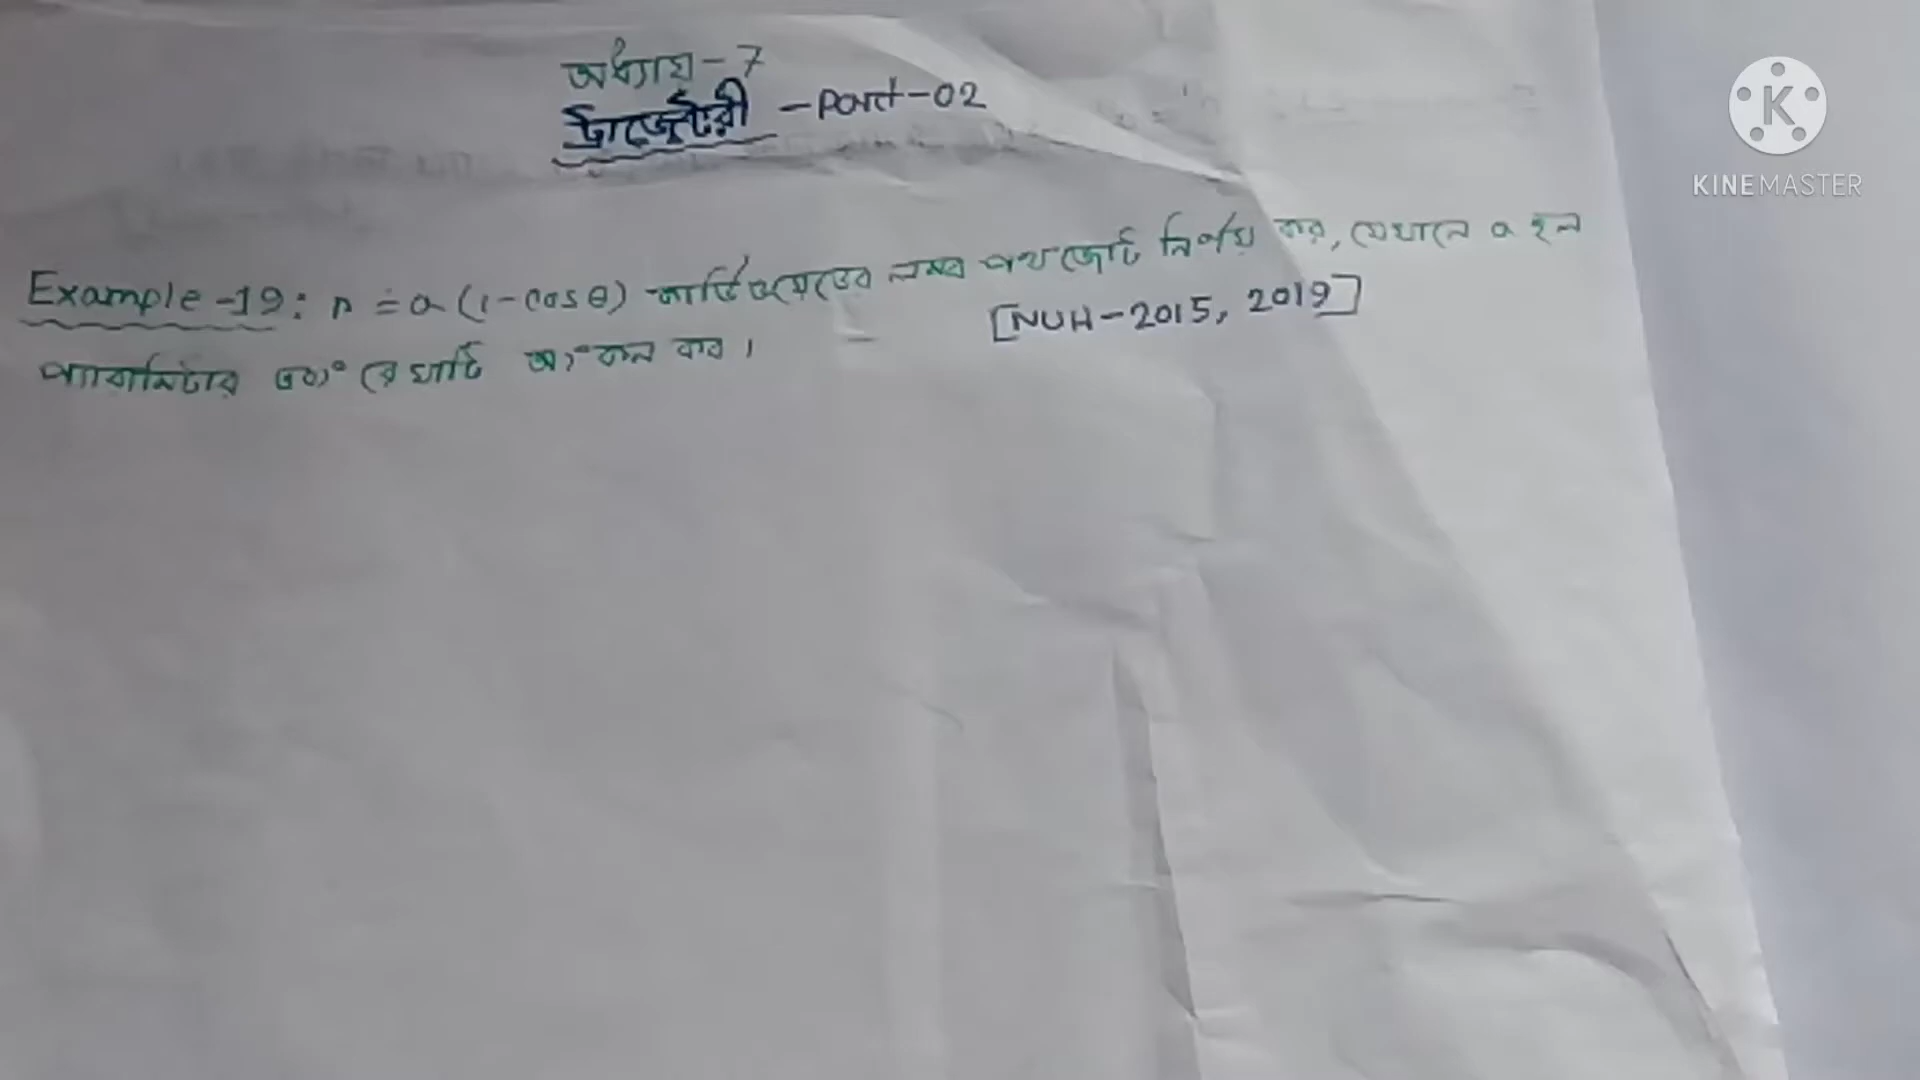 অধ্যায় - 7
ট্রাজেক্টরী - Part-02
KINEMASTER
Example-19: r = a(1-cosθ) কার্ডিওয়েডের লম্ব পথজোট নির্ণয় কর, যেখানে a হল
প্যারামিটার এবং রেখাটি অংকন কর। [NUH-2015, 2019]